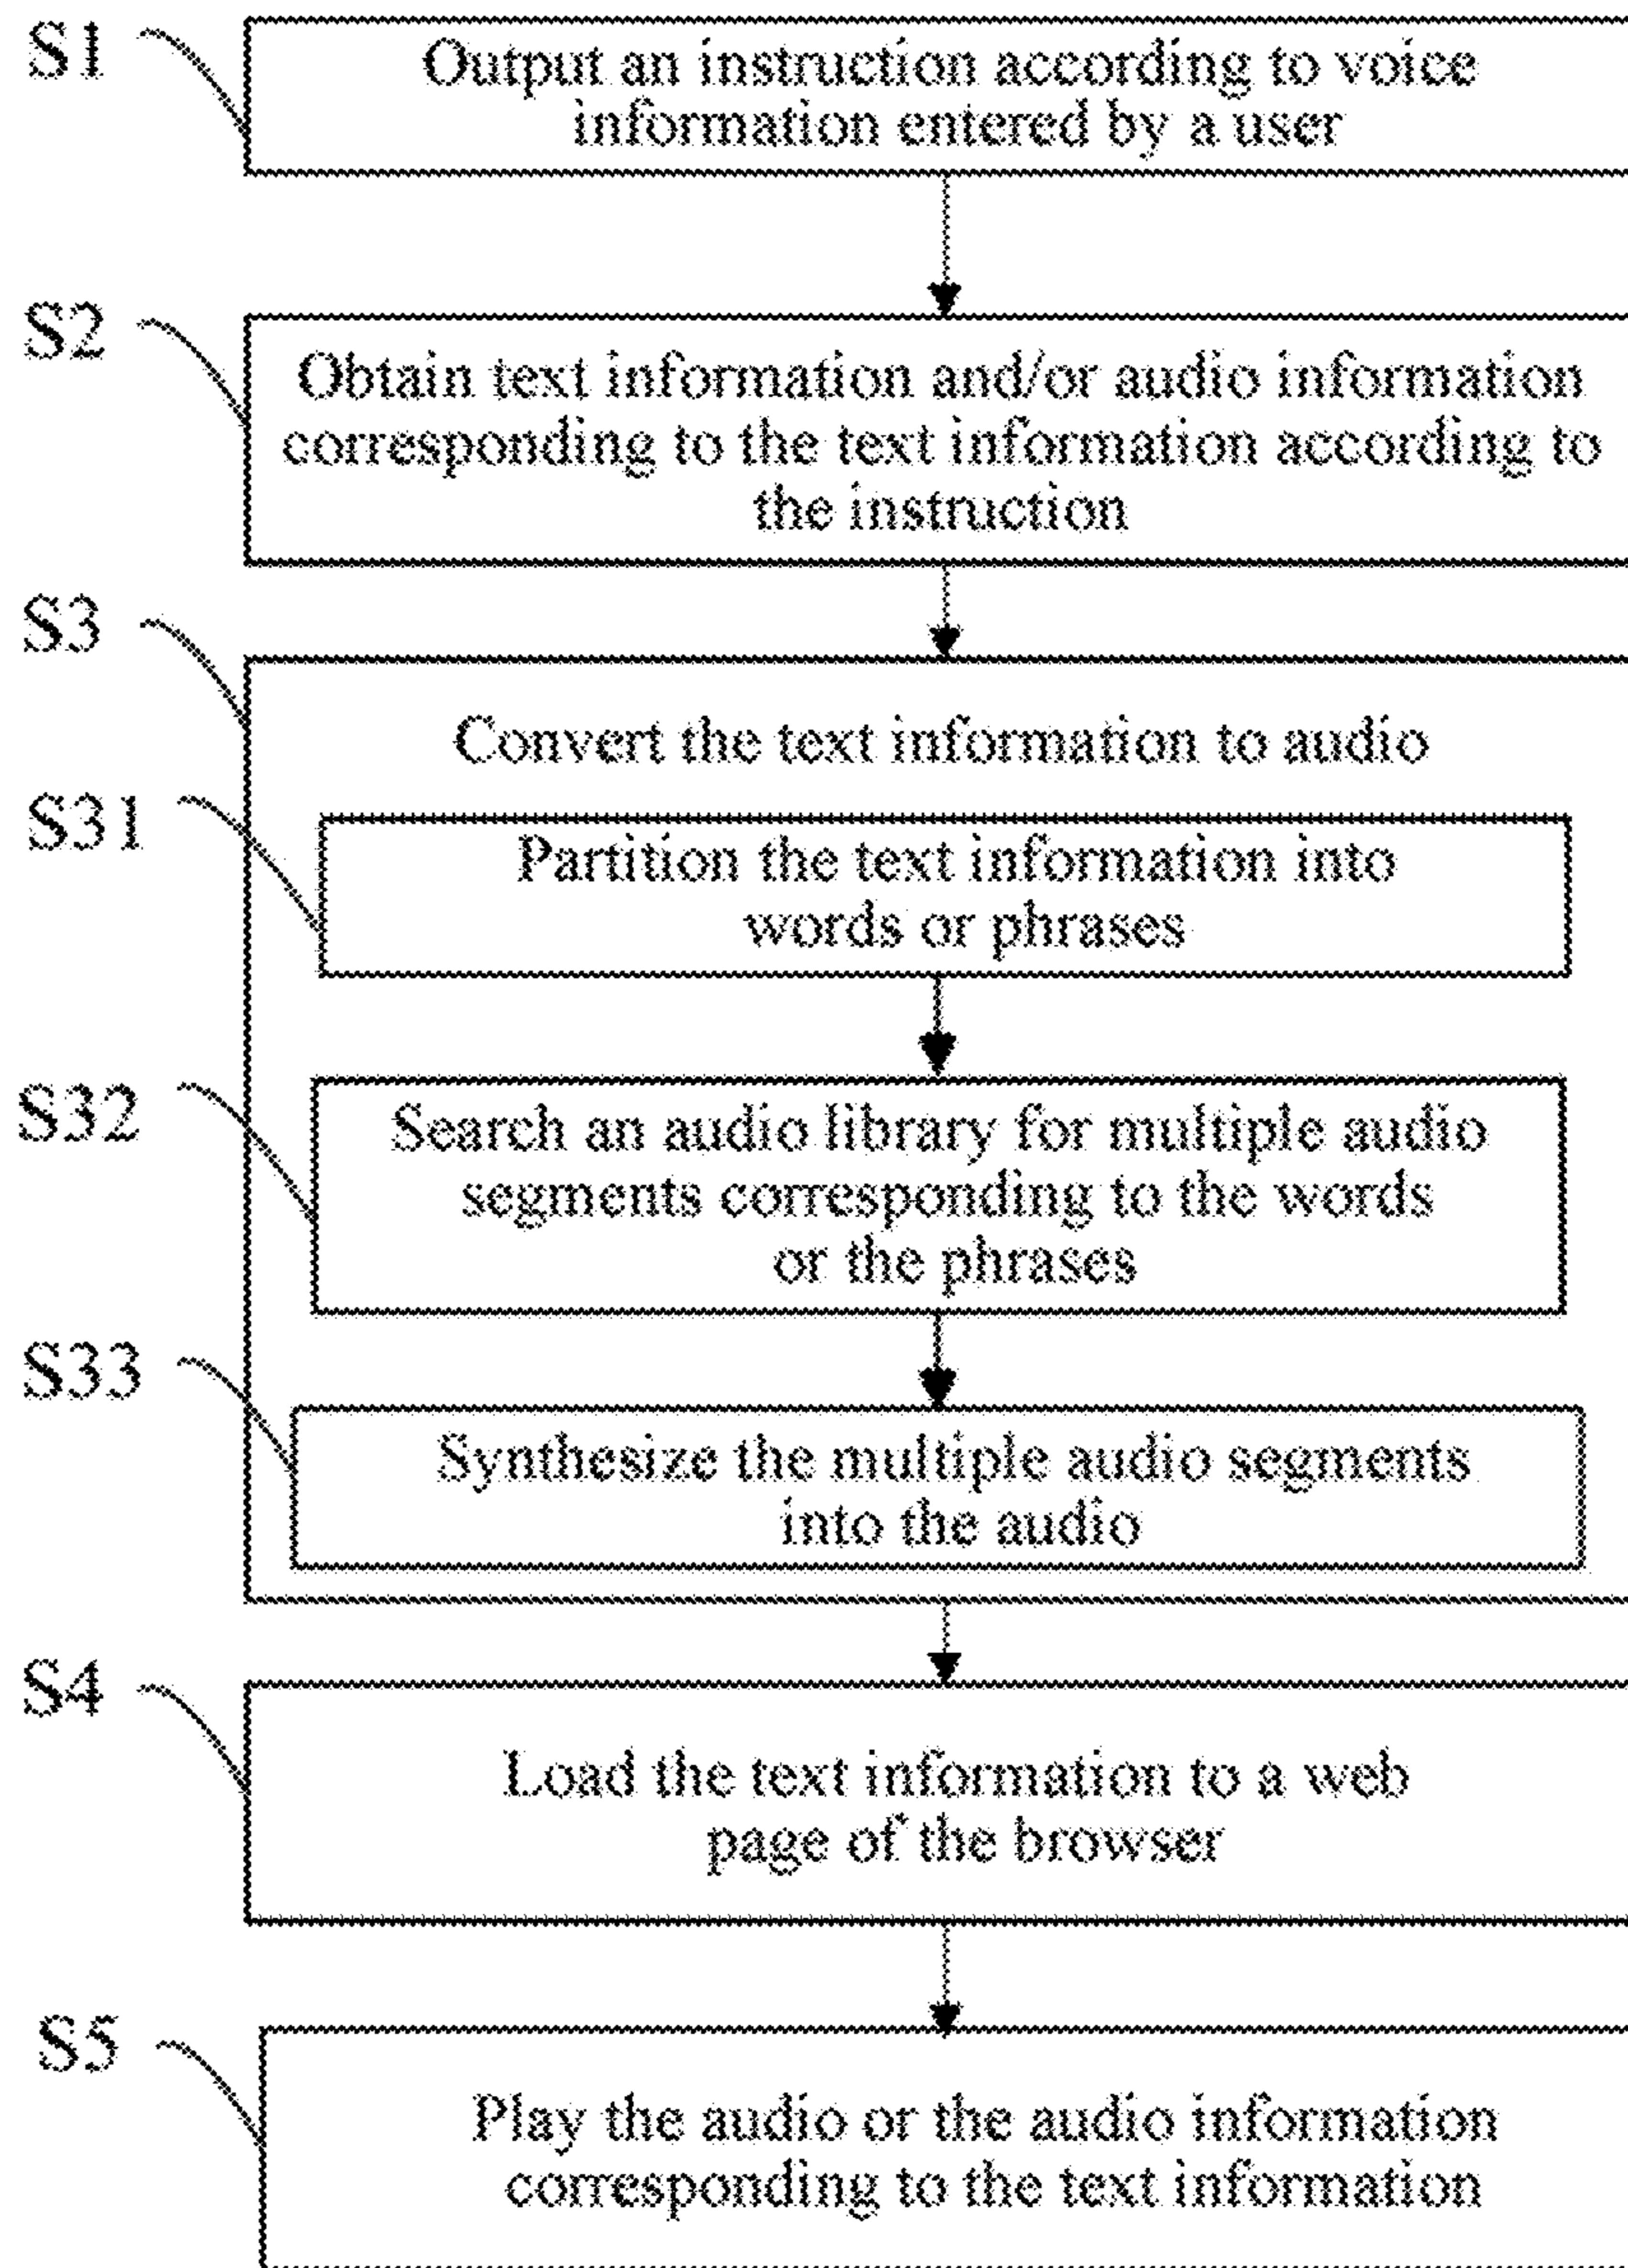 S1
Output an instruction according to voice
information entered by a user
S2
Obtain text information and/or audio information
corresponding to the text information according to
the instruction
S3
Convert the text information to audio
S31
Partition the text information into
words or phrases
S32
Search an audio library for multiple audio
segments corresponding to the words
or the phrases
S33
Synthesize the multiple audio segments
into the audio
S4
Load the text information to a web
page of the browser
S5
Play the audio or the audio information
corresponding to the text information